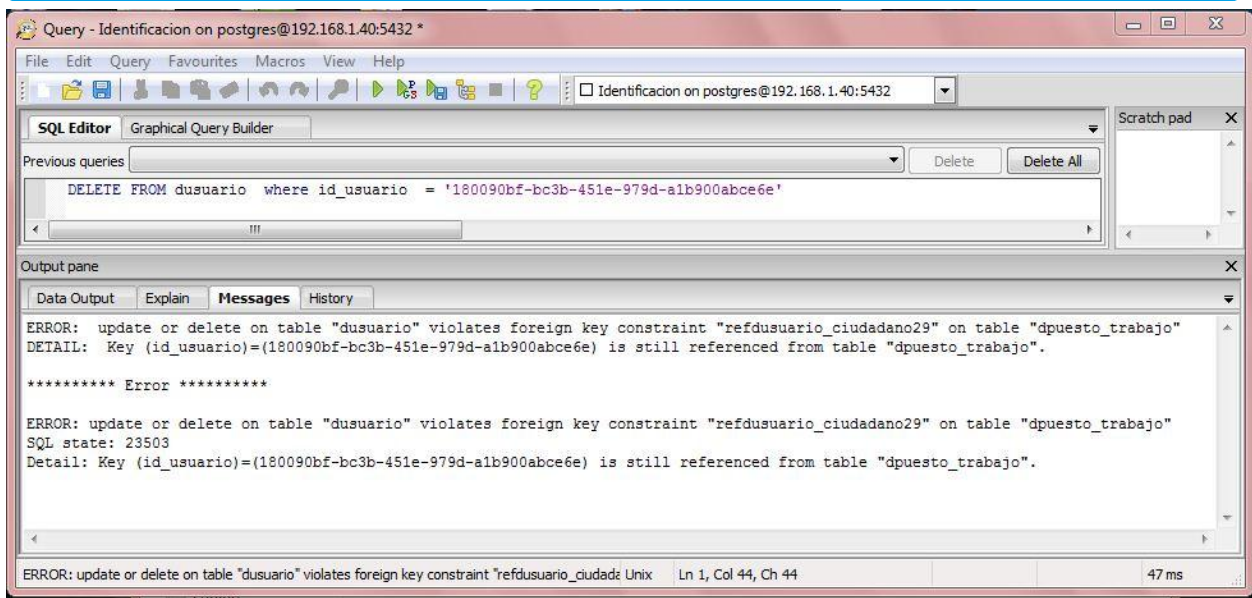 Query - Identificacion on postgres@192.168.1.40:5432 *
File Edit Query Favourites Macros View Help
Identificacion on postgres@192.168.1.40:5432
SQL Editor Graphical Query Builder
Scratch pad
Previous queries Delete Delete All
DELETE FROM dusuario where id_usuario = '180090bf-bc3b-451e-979d-a1b900abce6e'
Output pane
Data Output Explain Messages History
ERROR: update or delete on table "dusuario" violates foreign key constraint "refdusuario_ciudadano29" on table "dpuesto_trabajo"
DETAIL: Key (id_usuario)=(180090bf-bc3b-451e-979d-a1b900abce6e) is still referenced from table "dpuesto_trabajo".
********** Error **********
ERROR: update or delete on table "dusuario" violates foreign key constraint "refdusuario_ciudadano29" on table "dpuesto_trabajo"
SQL state: 23503
Detail: Key (id_usuario)=(180090bf-bc3b-451e-979d-a1b900abce6e) is still referenced from table "dpuesto_trabajo".
ERROR: update or delete on table "dusuario" violates foreign key constraint "refdusuario_ciudada Unix Ln 1, Col 44, Ch 44 47 ms